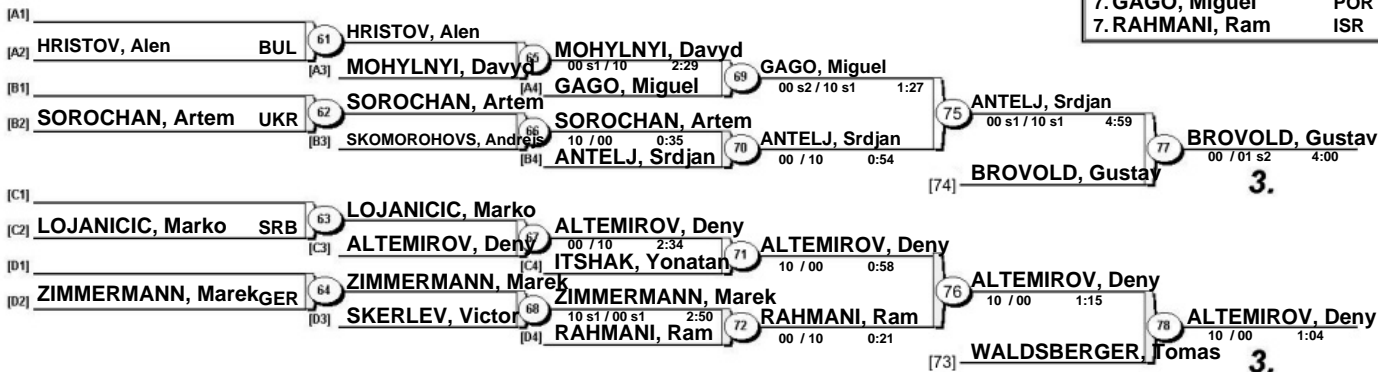 7. GAGO, Miguel POR
7. RAHMANI, Ram ISR
[A1]
[A2] HRISTOV, Alen BUL 61 HRISTOV, Alen
[A3] MOHYLNYI, Davyd 65 MOHYLNYI, Davyd
00 s1 / 10 2:29
[A4] GAGO, Miguel 69 GAGO, Miguel
00 s2 / 10 s1 1:27
[B1]
[B2] SOROCHAN, Artem UKR 62 SOROCHAN, Artem
[B3] SKOMOROHOVS, Andrejs 66 SOROCHAN, Artem
10 / 00 0:35
[B4] ANTELJ, Srdjan 70 ANTELJ, Srdjan
00 / 10 0:54
75 ANTELJ, Srdjan
00 s1 / 10 s1 4:59
[74] BROVOLD, Gustav 77 BROVOLD, Gustav
00 / 01 s2 4:00
3.
[C1]
[C2] LOJANICIC, Marko SRB 63 LOJANICIC, Marko
[C3] ALTEMIROV, Deny 67 ALTEMIROV, Deny
00 / 10 2:34
[C4] ITSHAK, Yonatan 71 ALTEMIROV, Deny
10 / 00 0:58
[D1]
[D2] ZIMMERMANN, Marek GER 64 ZIMMERMANN, Marek
[D3] SKERLEV, Victor 68 ZIMMERMANN, Marek
10 s1 / 00 s1 2:50
[D4] RAHMANI, Ram 72 RAHMANI, Ram
00 / 10 0:21
76 ALTEMIROV, Deny
10 / 00 1:15
[73] WALDSBERGER, Tomas 78 ALTEMIROV, Deny
10 / 00 1:04
3.